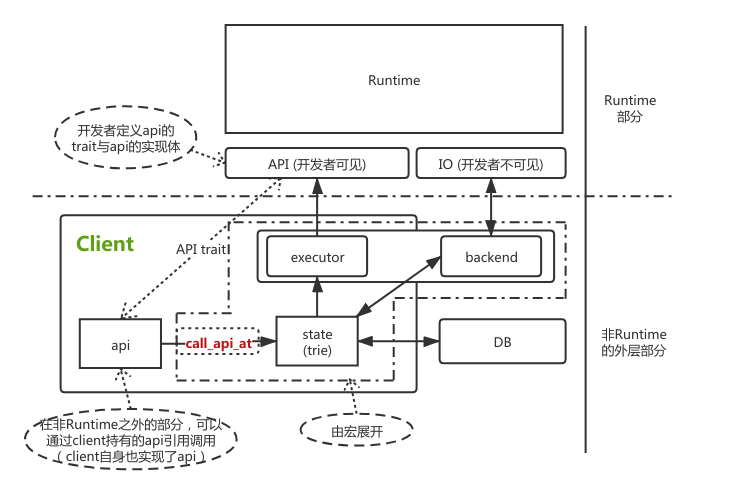 Runtime
Runtime
部分
开发者定义api的
trait与api的实现体
API (开发者可见)
IO (开发者不可见)
Client
API trait
executor
backend
api
call_api_at
state
(trie)
DB
非Runtime
的外层部分
在非Runtime之外的部分，可以
通过client持有的api引用调用
（client自身也实现了api）
由宏展开